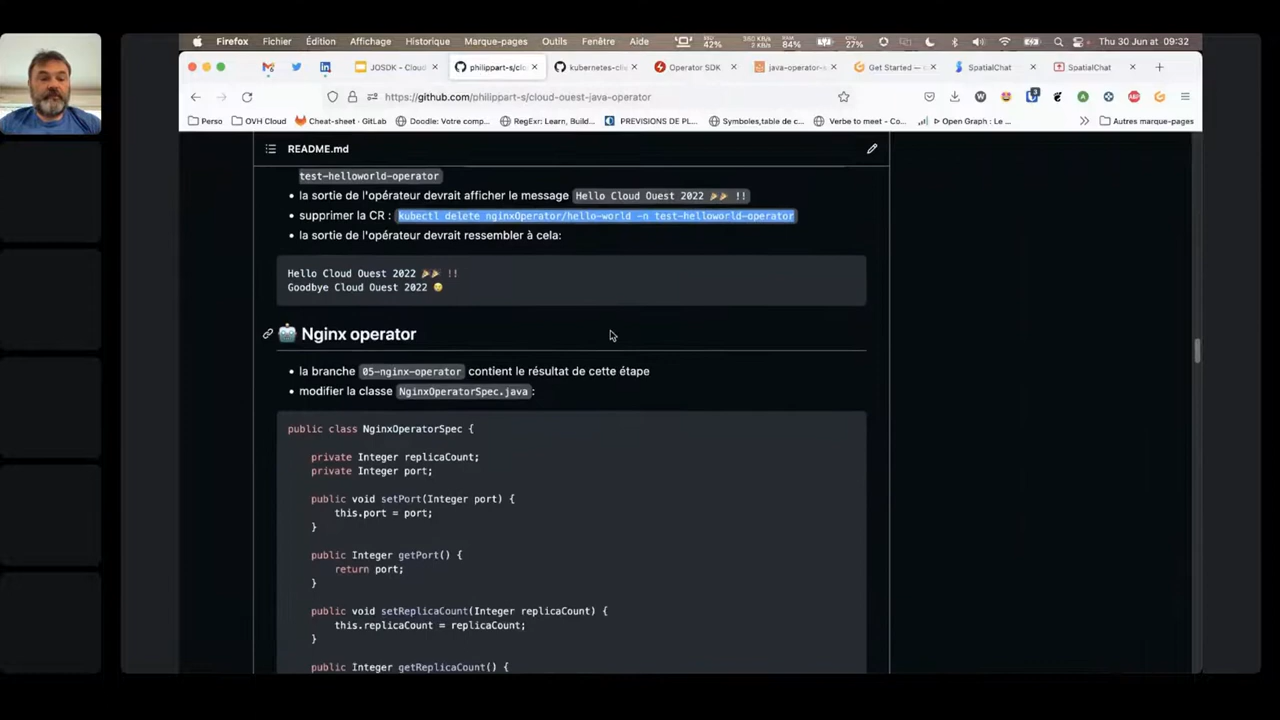 Firefox Fichier Édition Affichage Historique Marque-pages Outils Fenêtre Aide 42% 84% 27% Thu 30 Jun at 09:32
JOSDK - Cloud philippart-s/clo kubernetes-clie Operator SDK java-operator-s Get Started — SpatialChat SpatialChat
https://github.com/philippart-s/cloud-ouest-java-operator
Perso OVH Cloud Cheat-sheet · GitLab Doodle: Votre comp... RegExr: Learn, Build... PREVISIONS DE PL... Symboles,table de c... Verbe to meet - Co... Open Graph : Le ... Autres marque-pages
README.md
test-helloworld-operator
• la sortie de l'opérateur devrait afficher le message Hello Cloud Ouest 2022 🎉🎉 !!
• supprimer la CR : kubectl delete nginxOperator/hello-world -n test-helloworld-operator
• la sortie de l'opérateur devrait ressembler à cela:
Hello Cloud Ouest 2022 🎉🎉 !!
Goodbye Cloud Ouest 2022 😢
🤖 Nginx operator
• la branche 05-nginx-operator contient le résultat de cette étape
• modifier la classe NginxOperatorSpec.java:
public class NginxOperatorSpec {
private Integer replicaCount;
private Integer port;
public void setPort(Integer port) {
this.port = port;
}
public Integer getPort() {
return port;
}
public void setReplicaCount(Integer replicaCount) {
this.replicaCount = replicaCount;
}
public Integer getReplicaCount() {